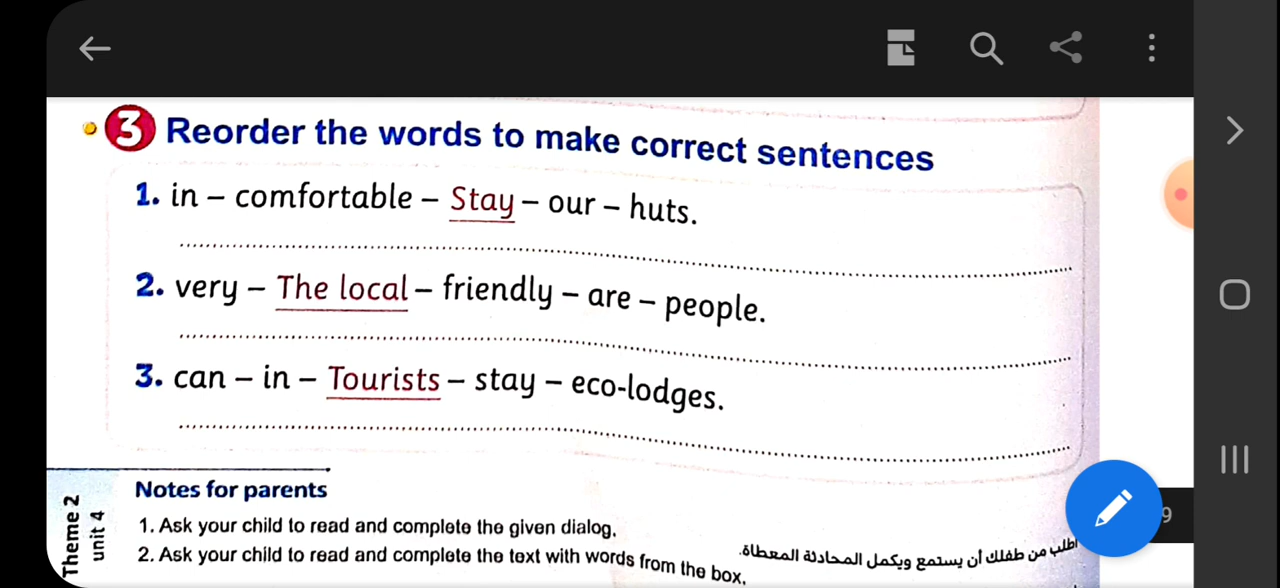 3 Reorder the words to make correct sentences
1. in – comfortable – Stay – our – huts.
2. very – The local – friendly – are – people.
3. can – in – Tourists – stay – eco-lodges.
Notes for parents
1. Ask your child to read and complete the given dialog.
2. Ask your child to read and complete the text with words from the box.
اطلب من طفلك أن يستمع ويكمل المحادثة المعطاة.
Theme 2
unit 4
9